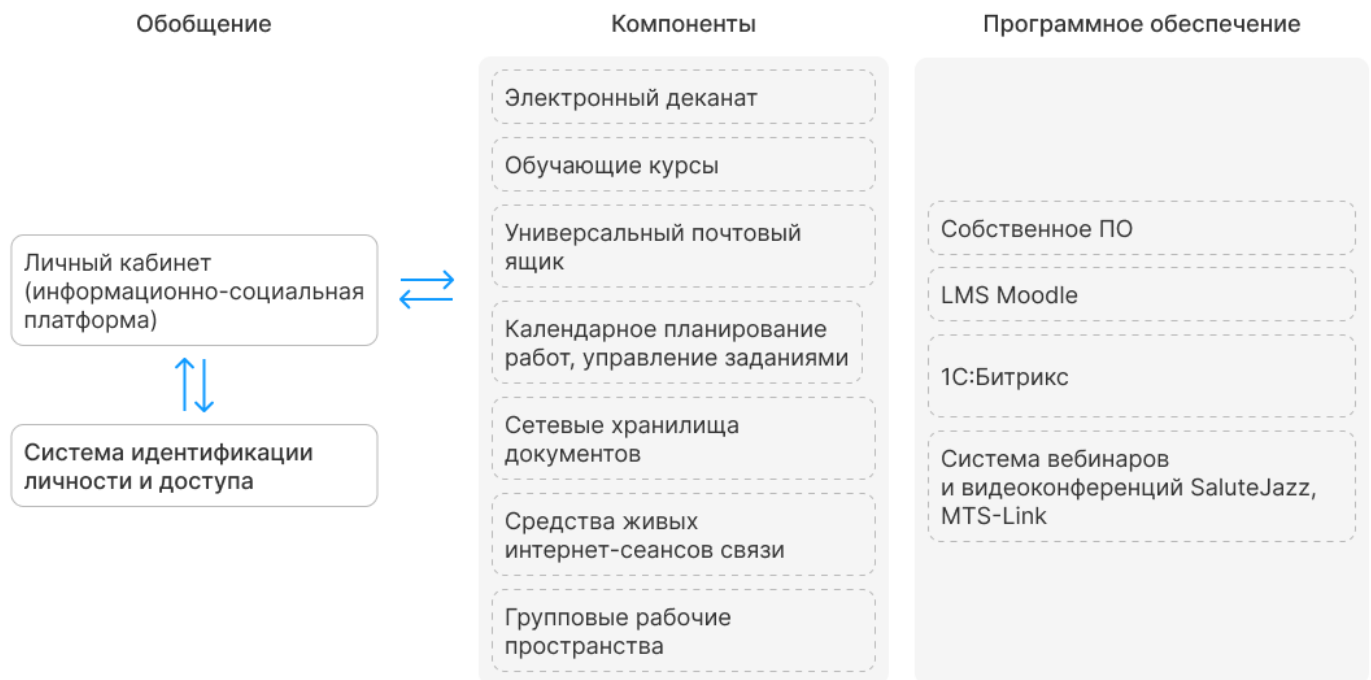 Обобщение
Компоненты
Программное обеспечение
Личный кабинет
(информационно-социальная
платформа)
Система идентификации
личности и доступа
Электронный деканат
Обучающие курсы
Универсальный почтовый
ящик
Календарное планирование
работ, управление заданиями
Сетевые хранилища
документов
Средства живых
интернет-сеансов связи
Групповые рабочие
пространства
Собственное ПО
LMS Moodle
1С:Битрикс
Система вебинаров
и видеоконференций SaluteJazz,
MTS-Link